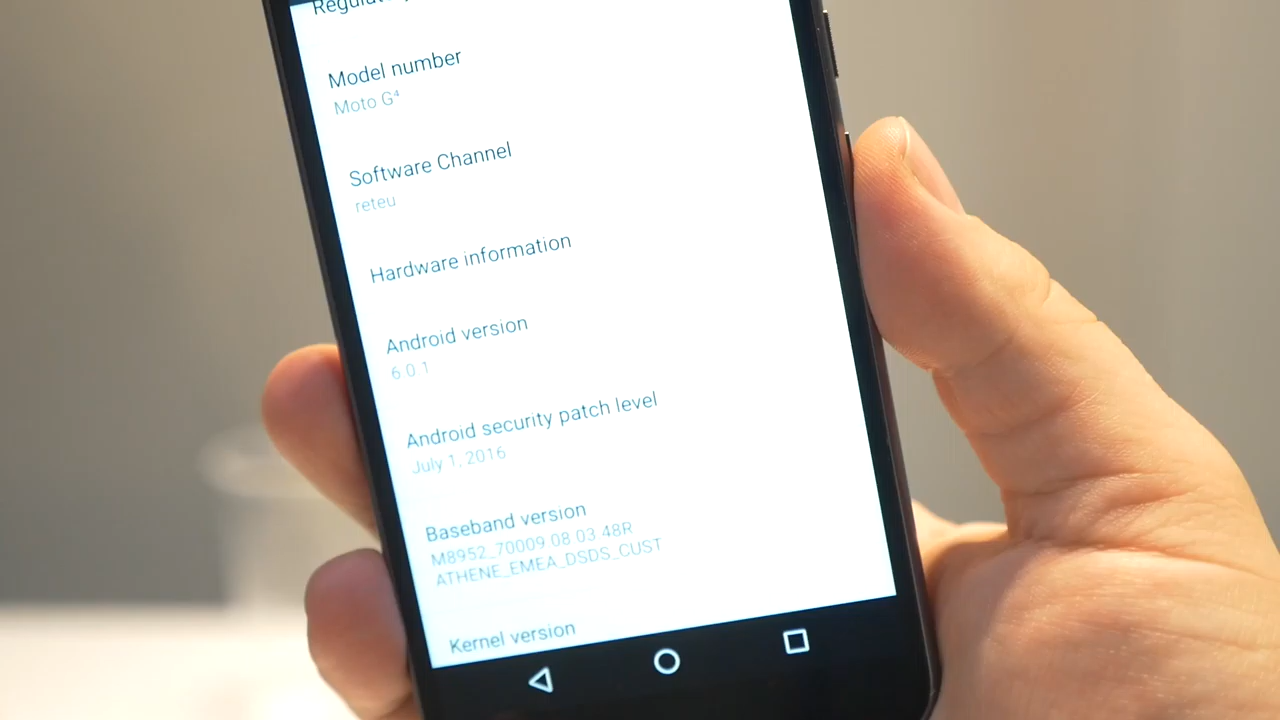 Regulatory
Model number
Moto G⁴
Software Channel
reteu
Hardware information
Android version
6.0.1
Android security patch level
July 1, 2016
Baseband version
M8952_70009.08.03.48R
ATHENE_EMEA_DSDS_CUST
Kernel version